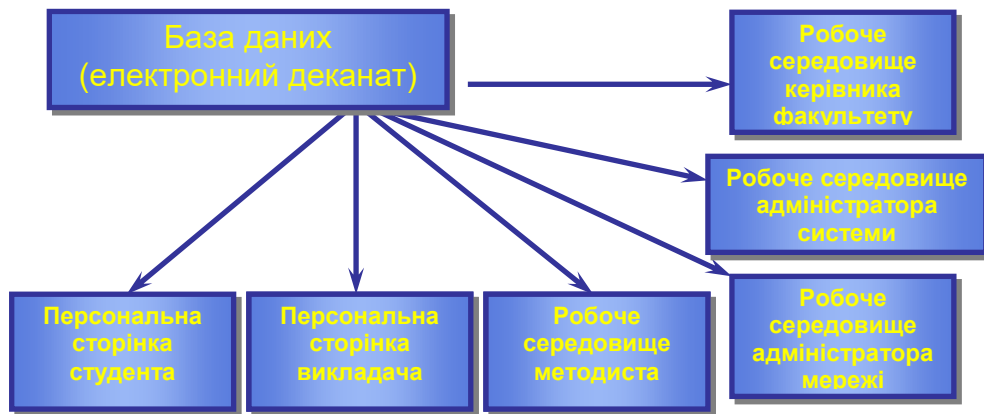 База даних
(електронний деканат)
Робоче
середовище
керівника
факультету
Робоче середовище
адміністратора
системи
Персональна
сторінка
студента
Персональна
сторінка
викладача
Робоче
середовище
методиста
Робоче
середовище
адміністратора
мережі